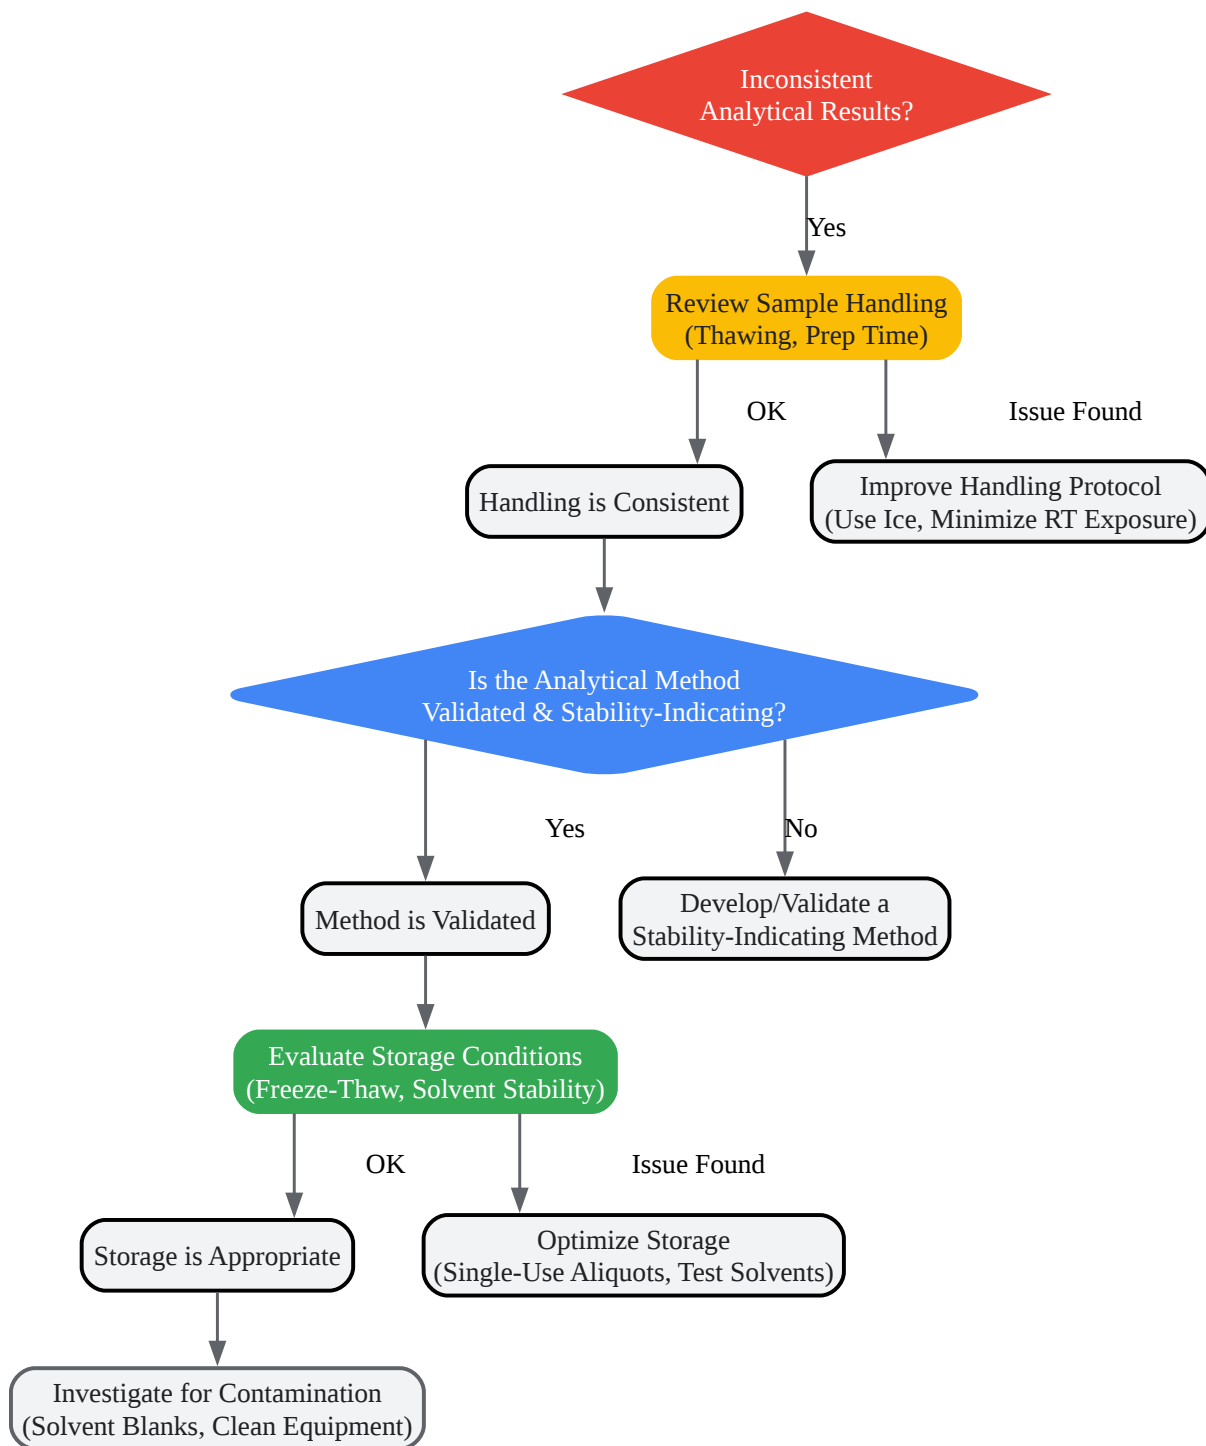 Inconsistent
Analytical Results?
Yes
Review Sample Handling
(Thawing, Prep Time)
OK
Issue Found
Handling is Consistent
Improve Handling Protocol
(Use Ice, Minimize RT Exposure)
Is the Analytical Method
Validated & Stability-Indicating?
Yes
No
Method is Validated
Develop/Validate a
Stability-Indicating Method
Evaluate Storage Conditions
(Freeze-Thaw, Solvent Stability)
OK
Issue Found
Storage is Appropriate
Optimize Storage
(Single-Use Aliquots, Test Solvents)
Investigate for Contamination
(Solvent Blanks, Clean Equipment)